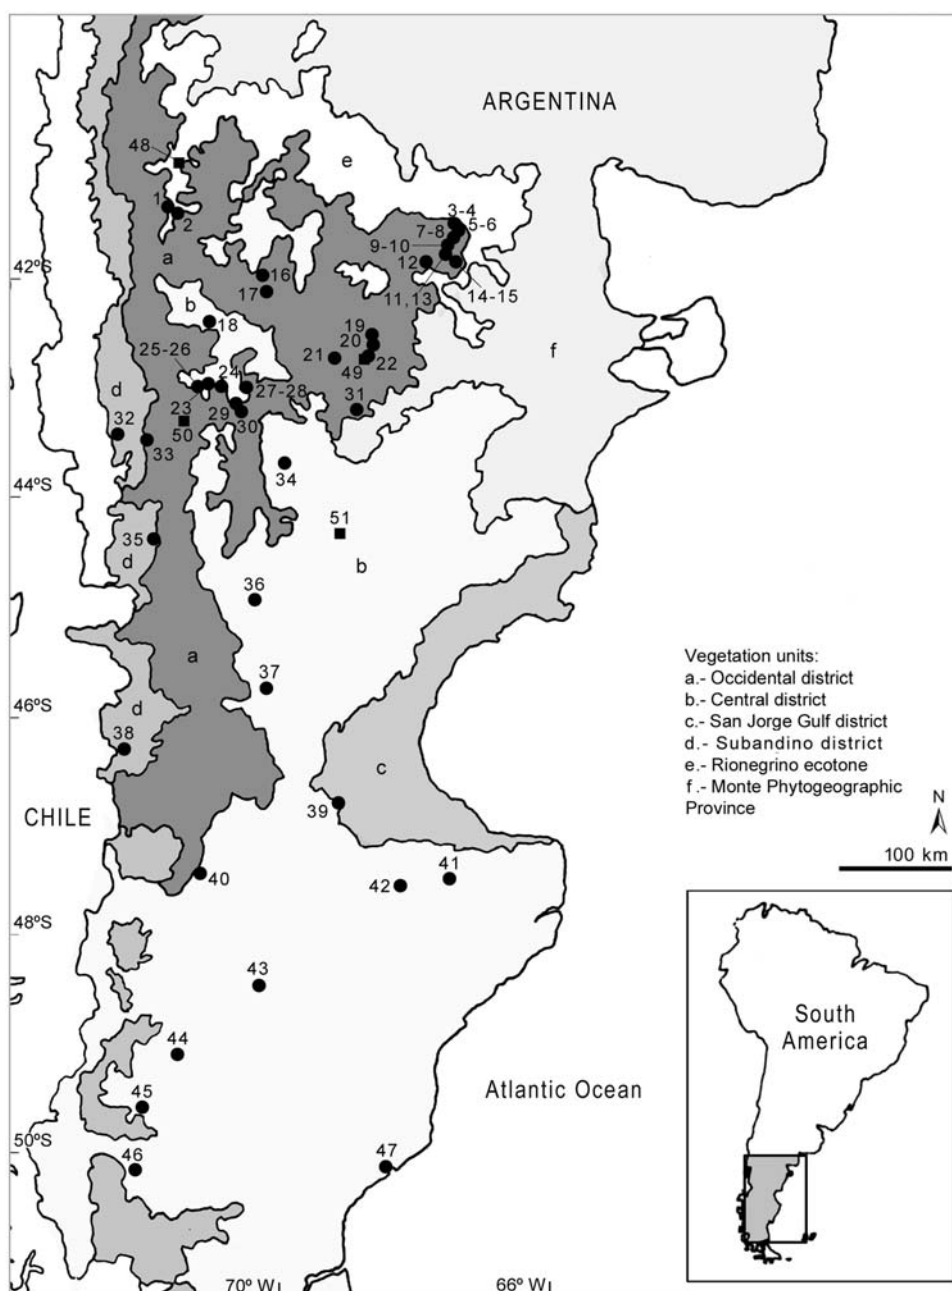 ARGENTINA
48
e
1
2
3-4
5-6
7-8
9-10
a
12
16
42ºS
17
11,13
14-15
b
18
19
20
f
25-26
21
22
49
24
d
27-28
23
31
32
29
30
50
33
34
44ºS
51
35
d
b
36
a
37
Vegetation units:
a.- Occidental district
b.- Central district
c.- San Jorge Gulf district
d.- Subandino district
e.- Rionegrino ecotone
f.- Monte Phytogeographic
Province
d
46ºS
38
c
N
CHILE
39
100 km
41
40
42
48ºS
43
South
America
44
Atlantic Ocean
45
50ºS
46
47
70º W
66º W